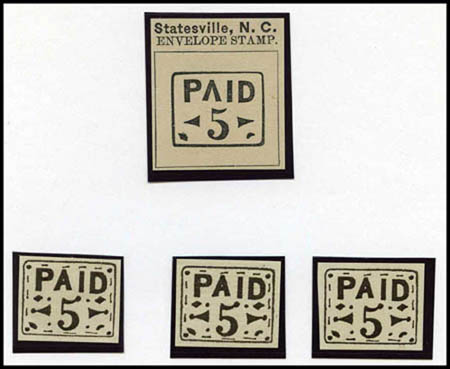 Statesville, N. C.
ENVELOPE STAMP.
PAID
5
PAID
5
PAID
5
PAID
5